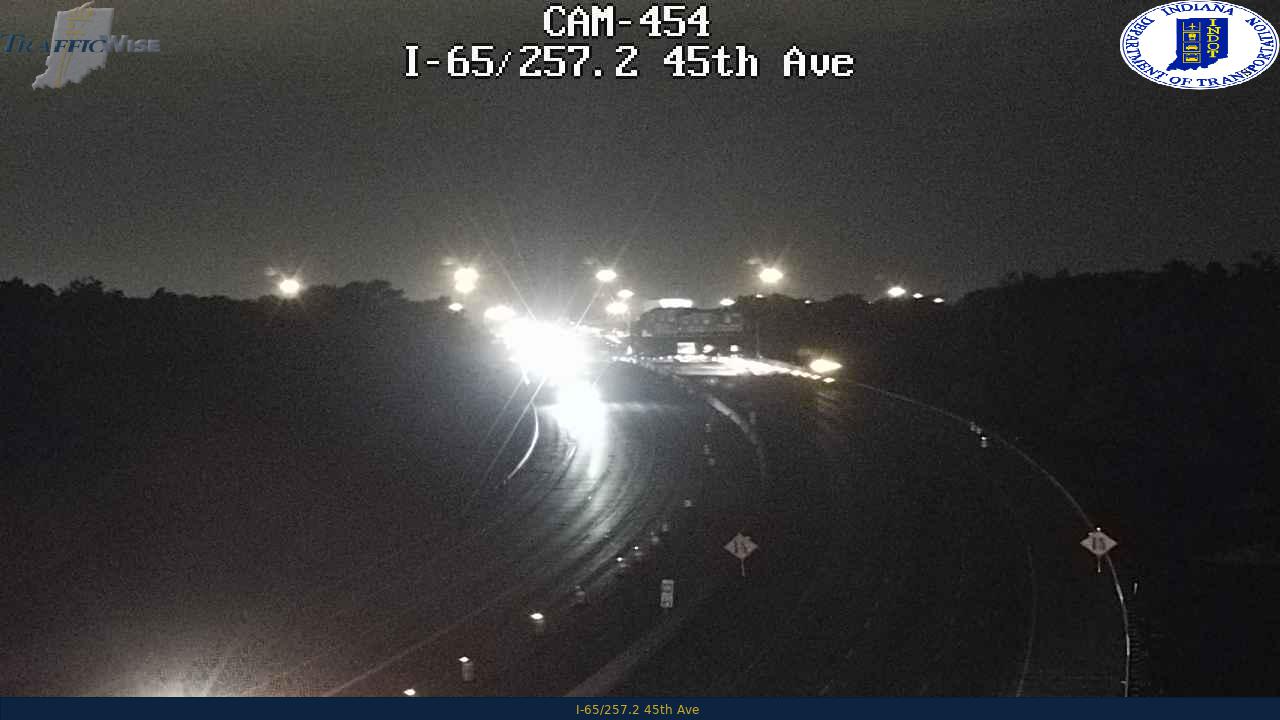 CAM-454
I-65/257.2 45th Ave
TRAFFICWISE
INDIANA
DEPARTMENT OF TRANSPORTATION
INDOT
I-65/257.2 45th Ave